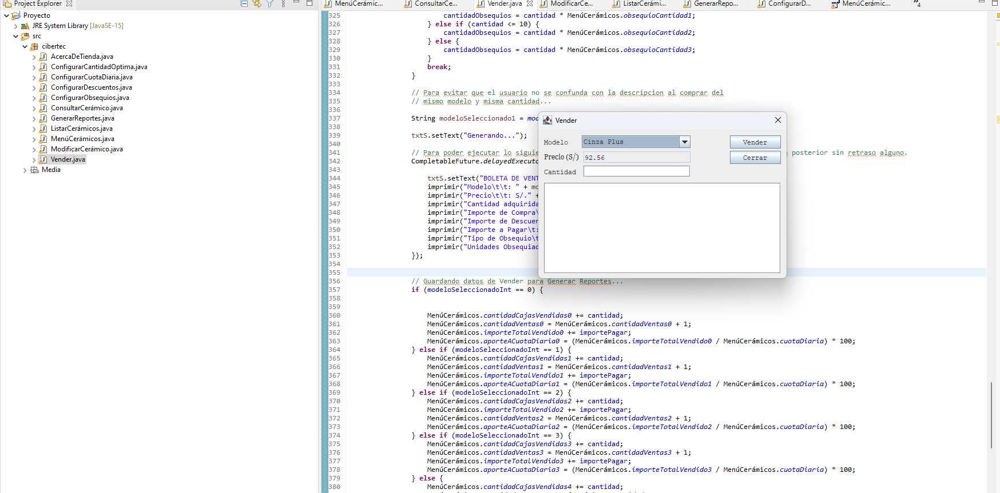 Project Explorer
MenúCerámic...
ConsultarCe...
Vender.java
ModificarCe...
ListarCerámi...
GenerarRepo...
ConfigurarD...
MenúCerámic...
»4
Proyecto
JRE System Library [JavaSE-15]
src
cibertec
AcercaDeTienda.java
ConfigurarCantidadOptima.java
ConfigurarCuotaDiaria.java
ConfigurarDescuentos.java
ConfigurarObsequios.java
ConsultarCerámico.java
GenerarReportes.java
ListarCerámicos.java
MenúCerámicos.java
ModificarCerámico.java
Vender.java
Media
325 cantidadObsequios = cantidad * MenúCerámicos.obsequioCantidad1;
326 } else if (cantidad <= 10) {
327 cantidadObsequios = cantidad * MenúCerámicos.obsequioCantidad2;
328 } else {
329 cantidadObsequios = cantidad * MenúCerámicos.obsequioCantidad3;
330 }
331 break;
332 }
333
334 // Para evitar que el usuario no se confunda con la descripcion al comprar del
335 // mismo modelo y misma cantidad...
336
337 String modeloSeleccionado1 = mod
338
339 txtS.setText("Generando...");
340
341 // Para poder ejecutar lo siguie posterior sin retraso alguno.
342 CompletableFuture.delayedExecuto
343
344 txtS.setText("BOLETA DE VENT
345 imprimir("Modelo\t\t: " + mo
346 imprimir("Precio\t\t: S/." +
347 imprimir("Cantidad adquirida
348 imprimir("Importe de Compra\
349 imprimir("Importe de Descuen
350 imprimir("Importe a Pagar\t:
351 imprimir("Tipo de Obsequio\t
352 imprimir("Unidades Obsequiad
353 });
354
355
356 // Guardando datos de Vender para Generar Reportes...
357 if (modeloSeleccionadoInt == 0) {
358
359
360 MenúCerámicos.cantidadCajasVendidas0 += cantidad;
361 MenúCerámicos.cantidadVentas0 = MenúCerámicos.cantidadVentas0 + 1;
362 MenúCerámicos.importeTotalVendido0 += importePagar;
363 MenúCerámicos.aporteACuotaDiaria0 = (MenúCerámicos.importeTotalVendido0 / MenúCerámicos.cuotaDiaria) * 100;
364 } else if (modeloSeleccionadoInt == 1) {
365 MenúCerámicos.cantidadCajasVendidas1 += cantidad;
366 MenúCerámicos.cantidadVentas1 = MenúCerámicos.cantidadVentas1 + 1;
367 MenúCerámicos.importeTotalVendido1 += importePagar;
368 MenúCerámicos.aporteACuotaDiaria1 = (MenúCerámicos.importeTotalVendido1 / MenúCerámicos.cuotaDiaria) * 100;
369 } else if (modeloSeleccionadoInt == 2) {
370 MenúCerámicos.cantidadCajasVendidas2 += cantidad;
371 MenúCerámicos.importeTotalVendido2 += importePagar;
372 MenúCerámicos.cantidadVentas2 = MenúCerámicos.cantidadVentas2 + 1;
373 MenúCerámicos.aporteACuotaDiaria2 = (MenúCerámicos.importeTotalVendido2 / MenúCerámicos.cuotaDiaria) * 100;
374 } else if (modeloSeleccionadoInt == 3) {
375 MenúCerámicos.cantidadCajasVendidas3 += cantidad;
376 MenúCerámicos.cantidadVentas3 = MenúCerámicos.cantidadVentas3 + 1;
377 MenúCerámicos.importeTotalVendido3 += importePagar;
378 MenúCerámicos.aporteACuotaDiaria3 = (MenúCerámicos.importeTotalVendido3 / MenúCerámicos.cuotaDiaria) * 100;
379 } else {
380 MenúCerámicos.cantidadCajasVendidas4 += cantidad;
Vender
Modelo
Cinza Plus
Vender
Precio (S/)
92.56
Cerrar
Cantidad